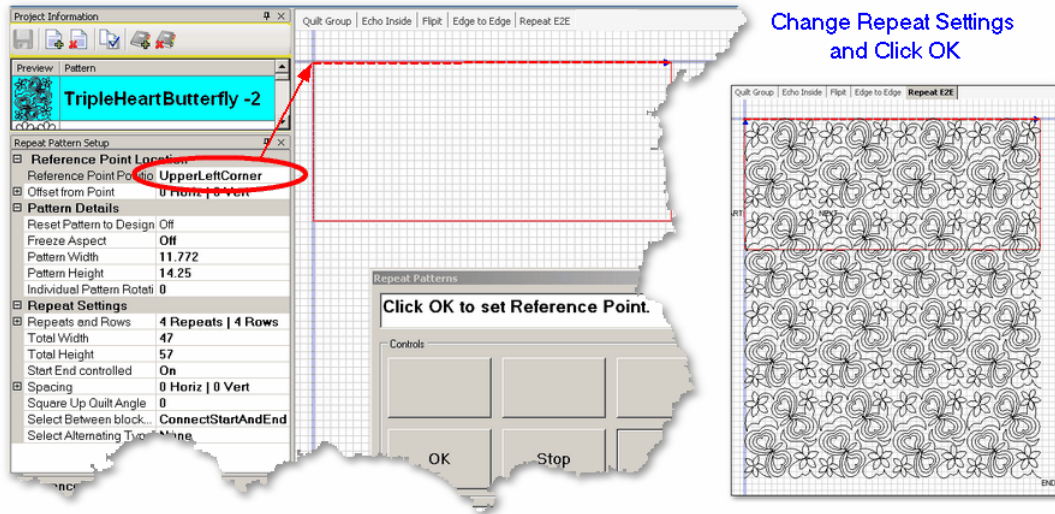 Project Information
Preview Pattern
TripleHeartButterfly -2
Repeat Pattern Setup
Reference Point Location
Reference Point Positio UpperLeftCorner
Offset from Point 0 Horiz | 0 Vert
Pattern Details
Reset Pattern to Design Off
Freeze Aspect Off
Pattern Width 11.772
Pattern Height 14.25
Individual Pattern Rotati 0
Repeat Settings
Repeats and Rows 4 Repeats | 4 Rows
Total Width 47
Total Height 57
Start End controlled On
Spacing 0 Horiz | 0 Vert
Square Up Quilt Angle 0
Select Between block... ConnectStartAndEnd
Select Alternating Type None
Quilt Group Echo Inside Flipit Edge to Edge Repeat E2E
Repeat Patterns
Click OK to set Reference Point.
Controls
OK Stop
Change Repeat Settings
and Click OK
Quilt Group Echo Inside Flipit Edge to Edge Repeat E2E
ART NEXT
END